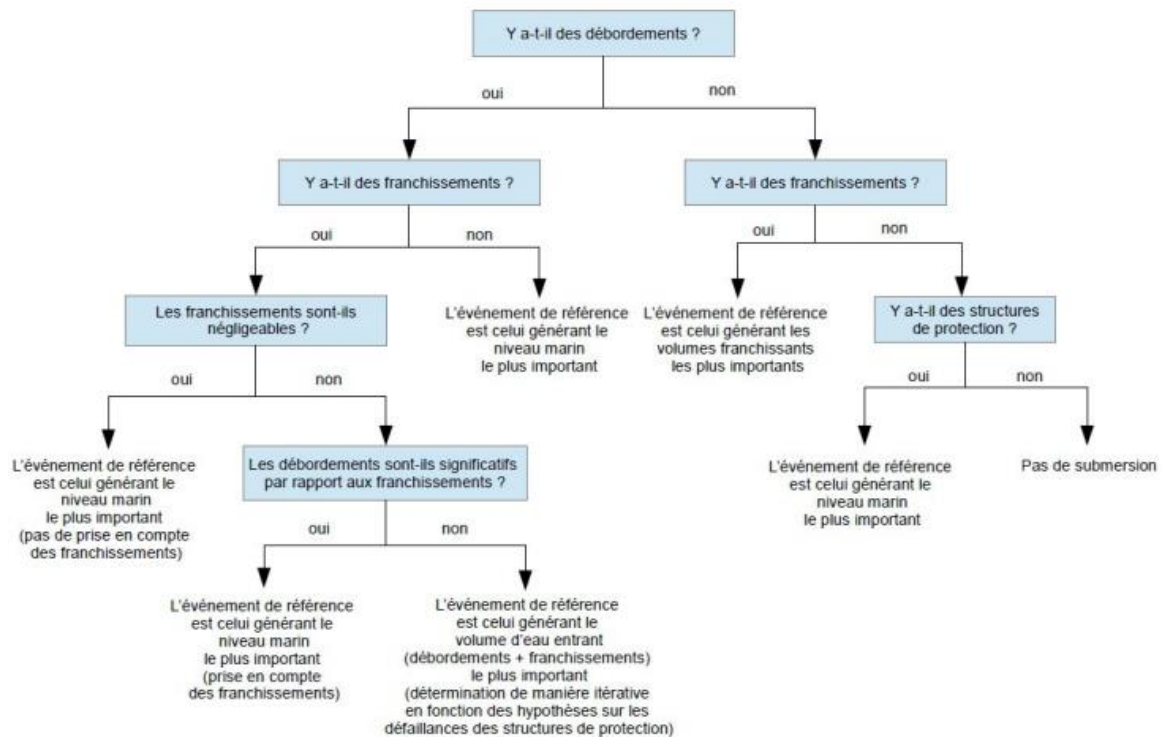 Y a-t-il des débordements ?
oui
non
Y a-t-il des franchissements ?
Y a-t-il des franchissements ?
oui
non
oui
non
Les franchissements sont-ils
négligeables ?
L'événement de référence
est celui générant le
niveau marin
le plus important
L'événement de référence
est celui générant les
volumes franchissants
les plus importants
Y a-t-il des structures
de protection ?
oui
non
oui
non
L'événement de référence
est celui générant le
niveau marin
le plus important
(pas de prise en compte
des franchissements)
Les débordements sont-ils significatifs
par rapport aux franchissements ?
L'événement de référence
est celui générant le
niveau marin
le plus important
Pas de submersion
oui
non
L'événement de référence
est celui générant le
niveau marin
le plus important
(prise en compte
des franchissements)
L'événement de référence
est celui générant le
volume d'eau entrant
(débordements + franchissements)
le plus important
(détermination de manière itérative
en fonction des hypothèses sur les
défaillances des structures de protection)